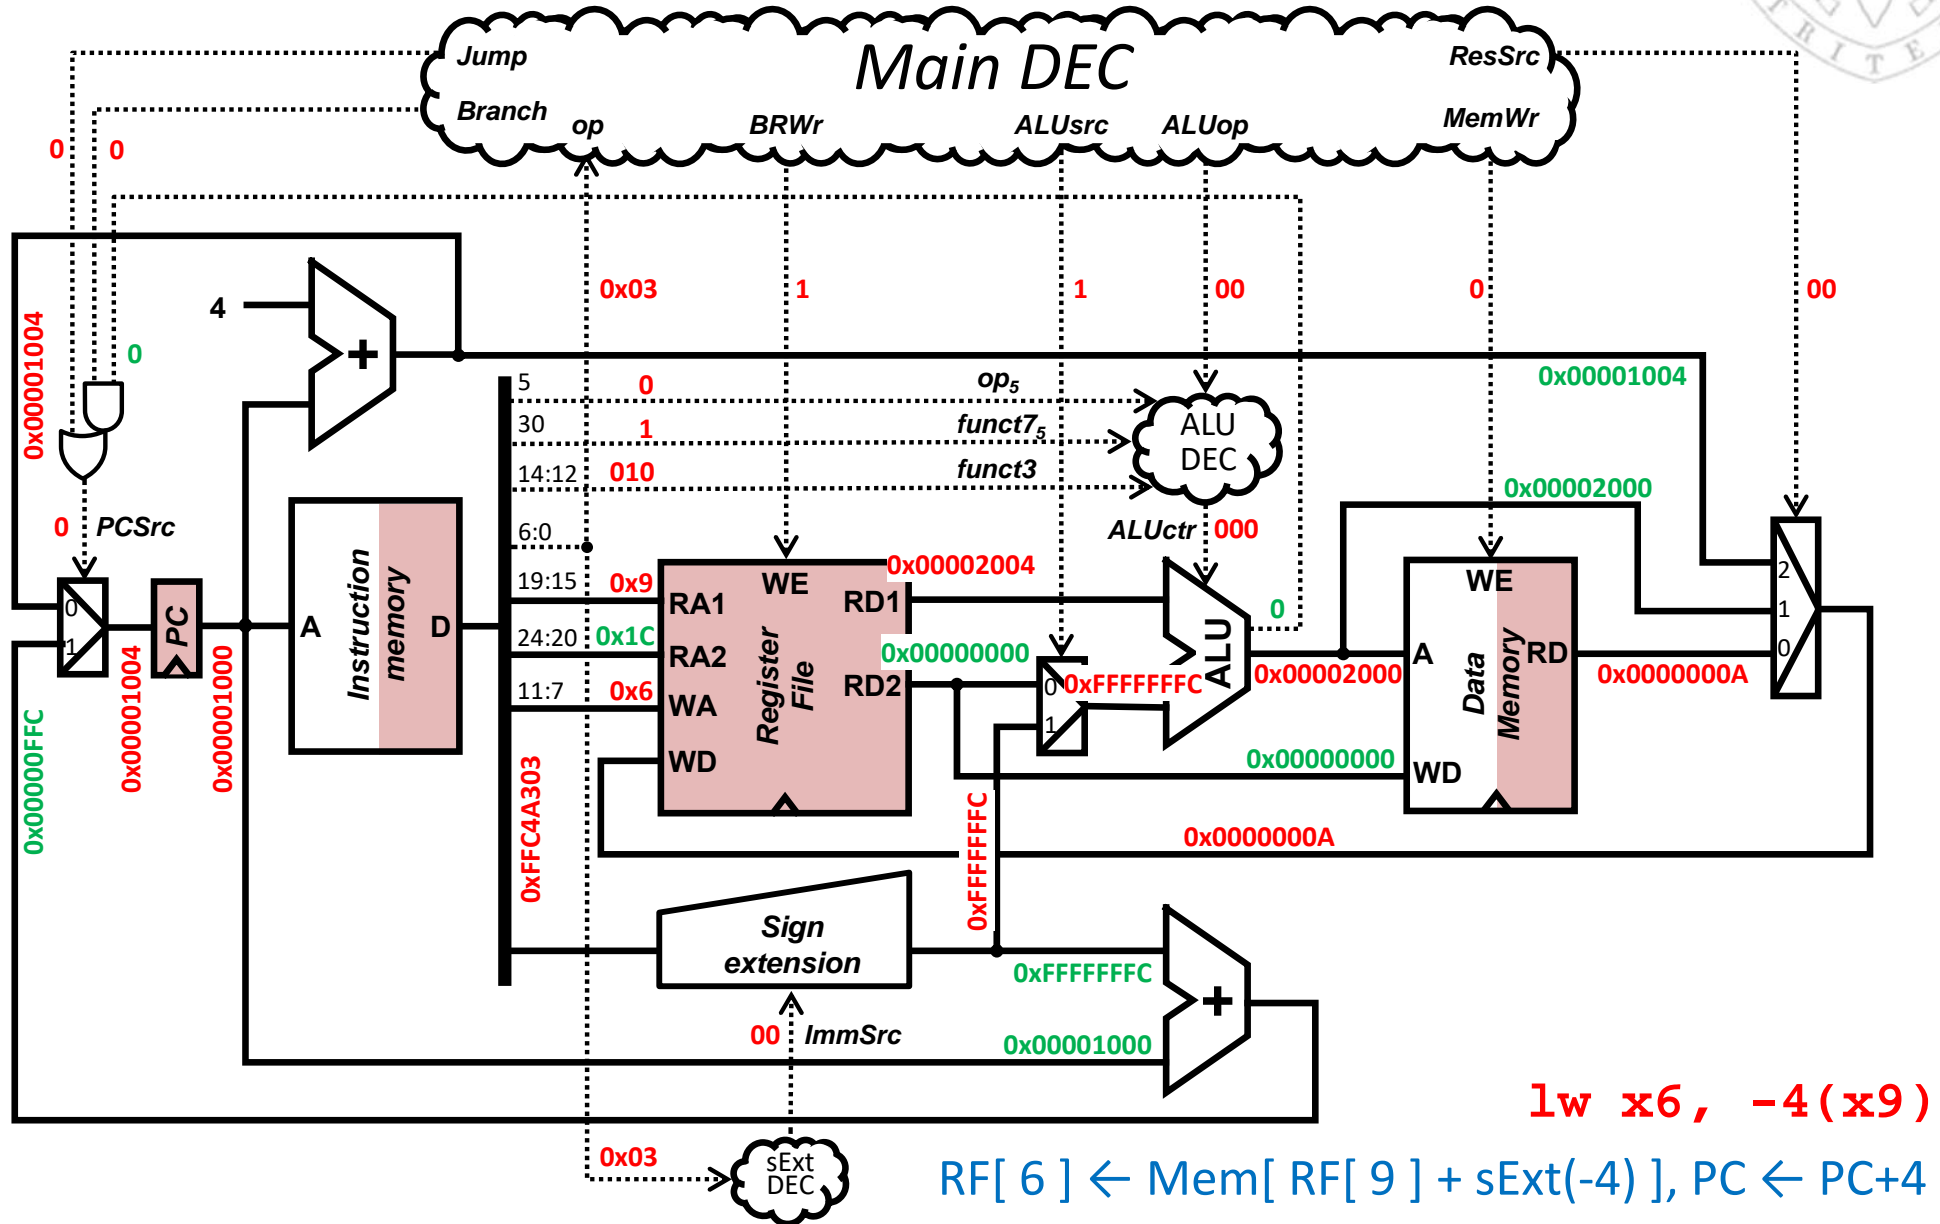 Main DEC
Jump
ResSrc
Branch
op
BRWr
ALUsrc
ALUop
MemWr
R I T E
0
0
0x03
1
1
00
0
00
4
+
0
0x00001004
0x00001004
5
0
op5
30
1
funct75
14:12
010
funct3
ALU
DEC
0x00002000
0
PCSrc
6:0
ALUctr
000
0
1
PC
A
Instruction
memory
D
19:15
0x9
24:20
0x1C
11:7
0x6
RA1
RA2
WA
WD
WE
Register
File
RD1
RD2
0x00002004
0x00000000
0
1
0xFFFFFFFC
ALU
0
0x00002000
A
WE
Data
Memory
RD
WD
0x0000000A
2
1
0
0x00000FFC
0x00001004
0x00001000
0xFFC4A303
0x00000000
0x0000000A
0xFFFFFFFC
Sign
extension
0xFFFFFFFC
+
00
ImmSrc
0x00001000
lw x6, -4(x9)
0x03
sExt
DEC
RF[ 6 ] ← Mem[ RF[ 9 ] + sExt(-4) ], PC ← PC+4